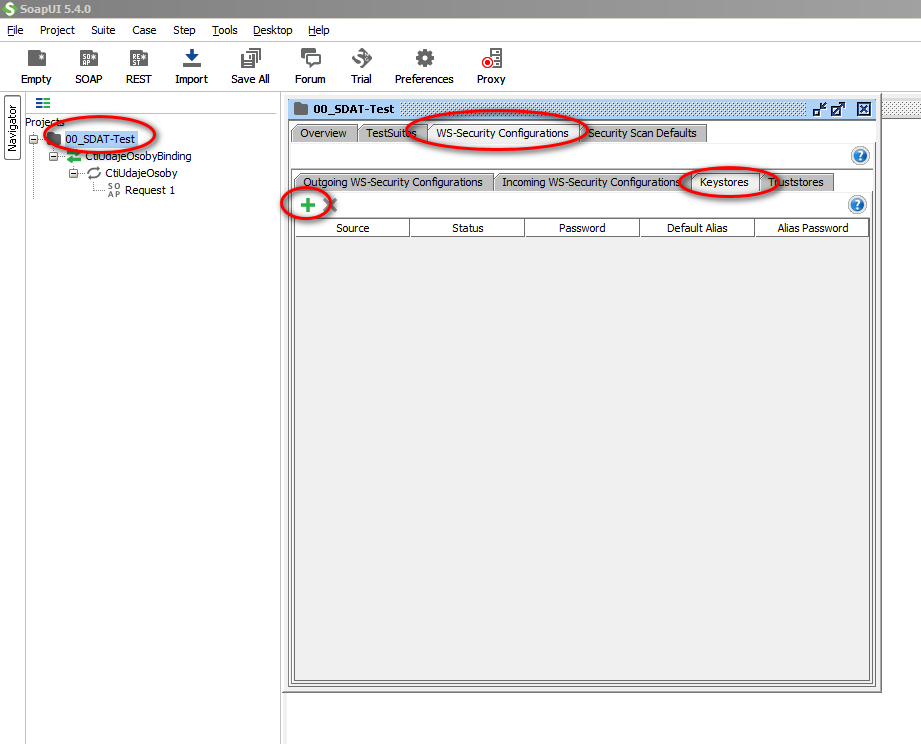 SoapUI 5.4.0
File Project Suite Case Step Tools Desktop Help
Empty SOAP REST Import Save All Forum Trial Preferences Proxy
Navigator
Projects
00_SDAT-Test
CtiUdajeOsobyBinding
CtiUdajeOsoby
SOAP Request 1
00_SDAT-Test
Overview TestSuites WS-Security Configurations Security Scan Defaults
Outgoing WS-Security Configurations Incoming WS-Security Configurations Keystores Truststores
Source Status Password Default Alias Alias Password